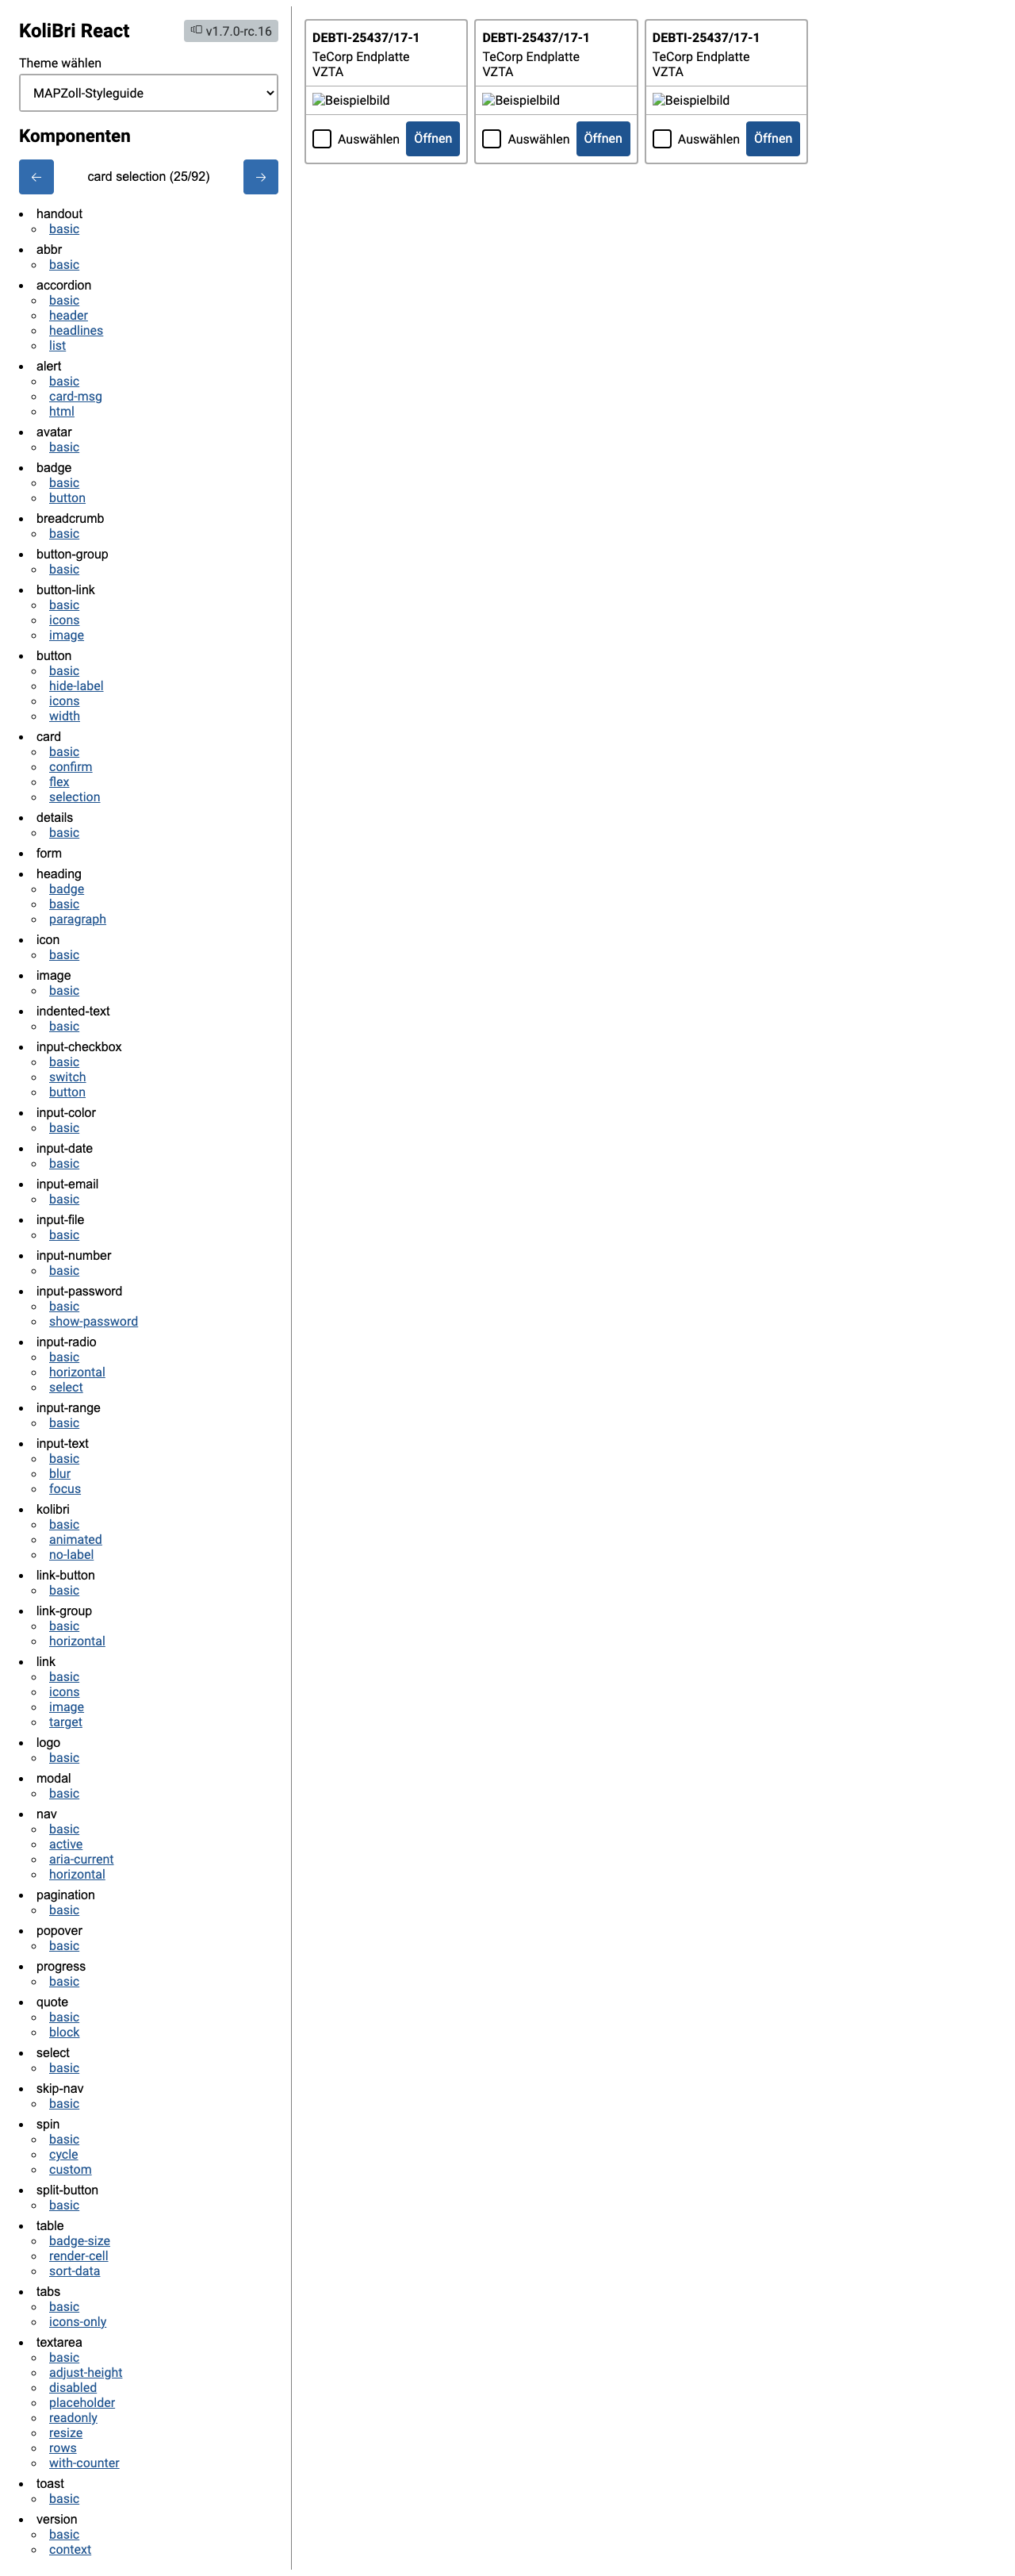 KoliBri React
v1.7.0-rc.16
Theme wählen
MAPZoll-Styleguide
Komponenten
card selection (25/92)
handout
basic
abbr
basic
accordion
basic
header
headlines
list
alert
basic
card-msg
html
avatar
basic
badge
basic
button
breadcrumb
basic
button-group
basic
button-link
basic
icons
image
button
basic
hide-label
icons
width
card
basic
confirm
flex
selection
details
basic
form
heading
badge
basic
paragraph
icon
basic
image
basic
indented-text
basic
input-checkbox
basic
switch
button
input-color
basic
input-date
basic
input-email
basic
input-file
basic
input-number
basic
input-password
basic
show-password
input-radio
basic
horizontal
select
input-range
basic
input-text
basic
blur
focus
kolibri
basic
animated
no-label
link-button
basic
link-group
basic
horizontal
link
basic
icons
image
target
logo
basic
modal
basic
nav
basic
active
aria-current
horizontal
pagination
basic
popover
basic
progress
basic
quote
basic
block
select
basic
skip-nav
basic
spin
basic
cycle
custom
split-button
basic
table
badge-size
render-cell
sort-data
tabs
basic
icons-only
textarea
basic
adjust-height
disabled
placeholder
readonly
resize
rows
with-counter
toast
basic
version
basic
context
DEBTI-25437/17-1
TeCorp Endplatte
VZTA
Beispielbild
Auswählen
Öffnen
DEBTI-25437/17-1
TeCorp Endplatte
VZTA
Beispielbild
Auswählen
Öffnen
DEBTI-25437/17-1
TeCorp Endplatte
VZTA
Beispielbild
Auswählen
Öffnen